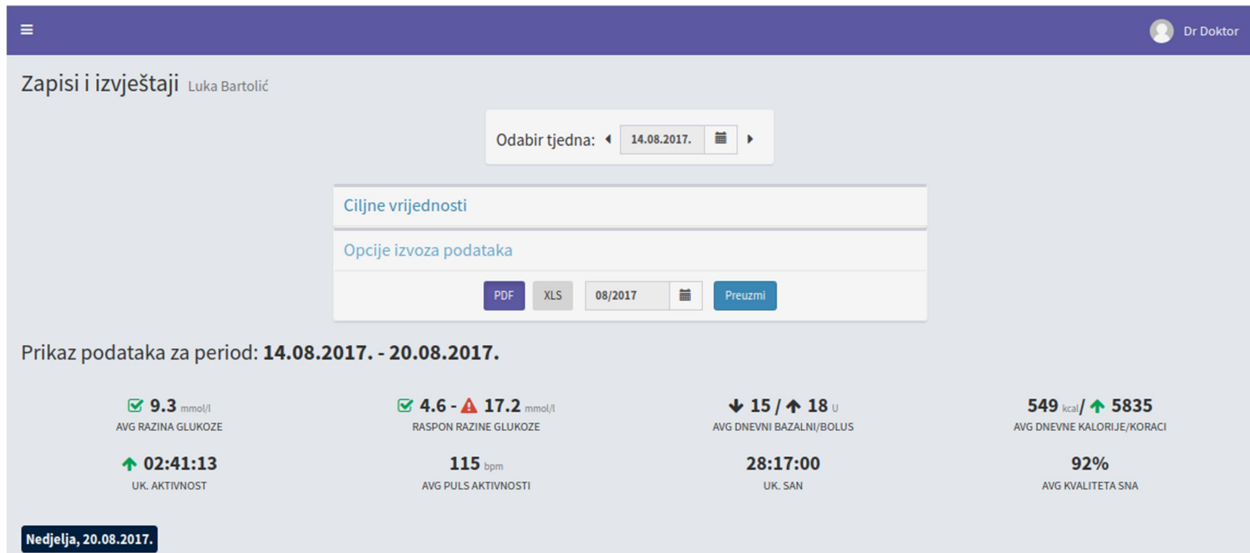 Dr Doktor
Zapisi i izvještaji Luka Bartolić
Odabir tjedna: 14.08.2017.
Ciljne vrijednosti
Opcije izvoza podataka
PDF XLS 08/2017 Preuzmi
Prikaz podataka za period: 14.08.2017. - 20.08.2017.
9.3 mmol/l 4.6 - 17.2 mmol/l 15 / 18 U 549 kcal/ 5835
AVG RAZINA GLUKOZE RASPON RAZINE GLUKOZE AVG DNEVNI BAZALNI/BOLUS AVG DNEVNE KALORIJE/KORACI
02:41:13 115 bpm 28:17:00 92%
UK. AKTIVNOST AVG PULS AKTIVNOSTI UK. SAN AVG KVALITETA SNA
Nedjelja, 20.08.2017.